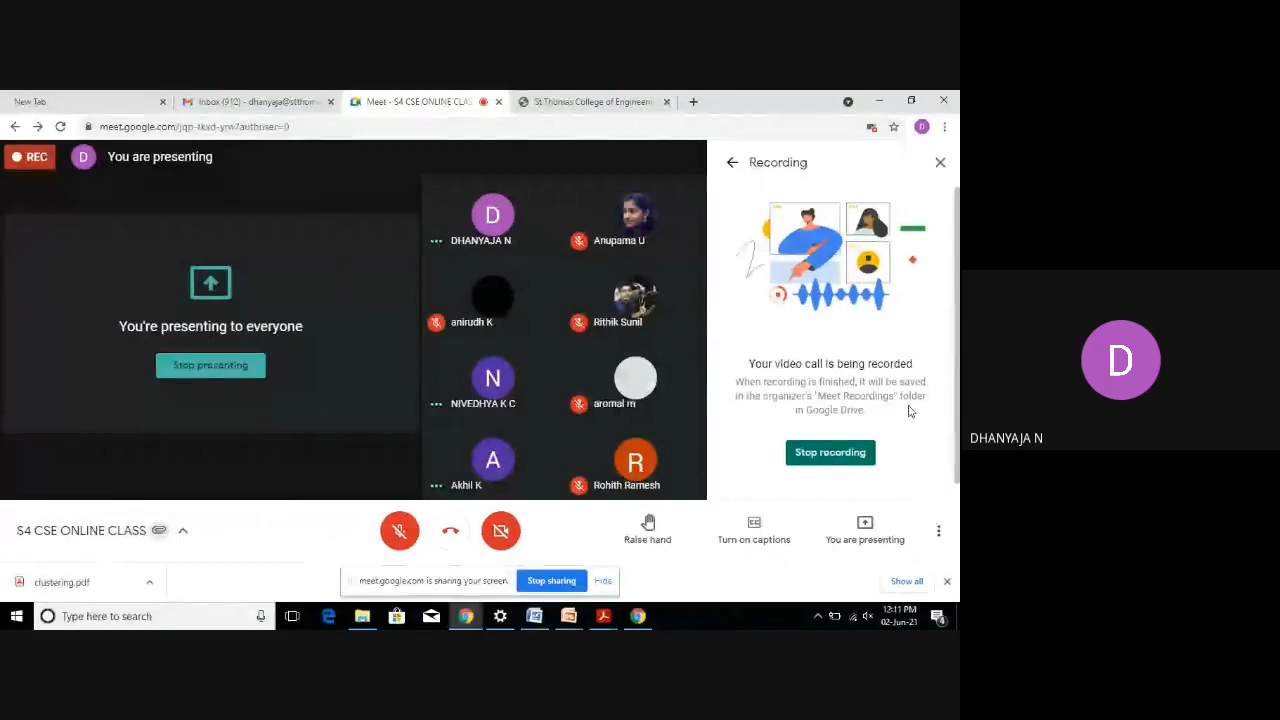 New Tab
Inbox (912) - dhanyaja@stthom
Meet - S4 CSE ONLINE CLAS
St.Thomas College of Engineeri
meet.google.com/jqp-tkxd-yrw?authuser=0
D
REC
D
You are presenting
Recording
D
DHANYAJA N
Anupama U
anirudh K
Rithik Sunil
You're presenting to everyone
Stop presenting
N
NIVEDHYA K C
aromal m
A
Akhil K
R
Rohith Ramesh
2
Your video call is being recorded
When recording is finished, it will be saved
in the organizer's "Meet Recordings" folder
in Google Drive.
Stop recording
D
DHANYAJA N
S4 CSE ONLINE CLASS
Raise hand
Turn on captions
You are presenting
clustering.pdf
meet.google.com is sharing your screen.
Stop sharing
Hide
Show all
Type here to search
12:11 PM
02-Jun-21
4